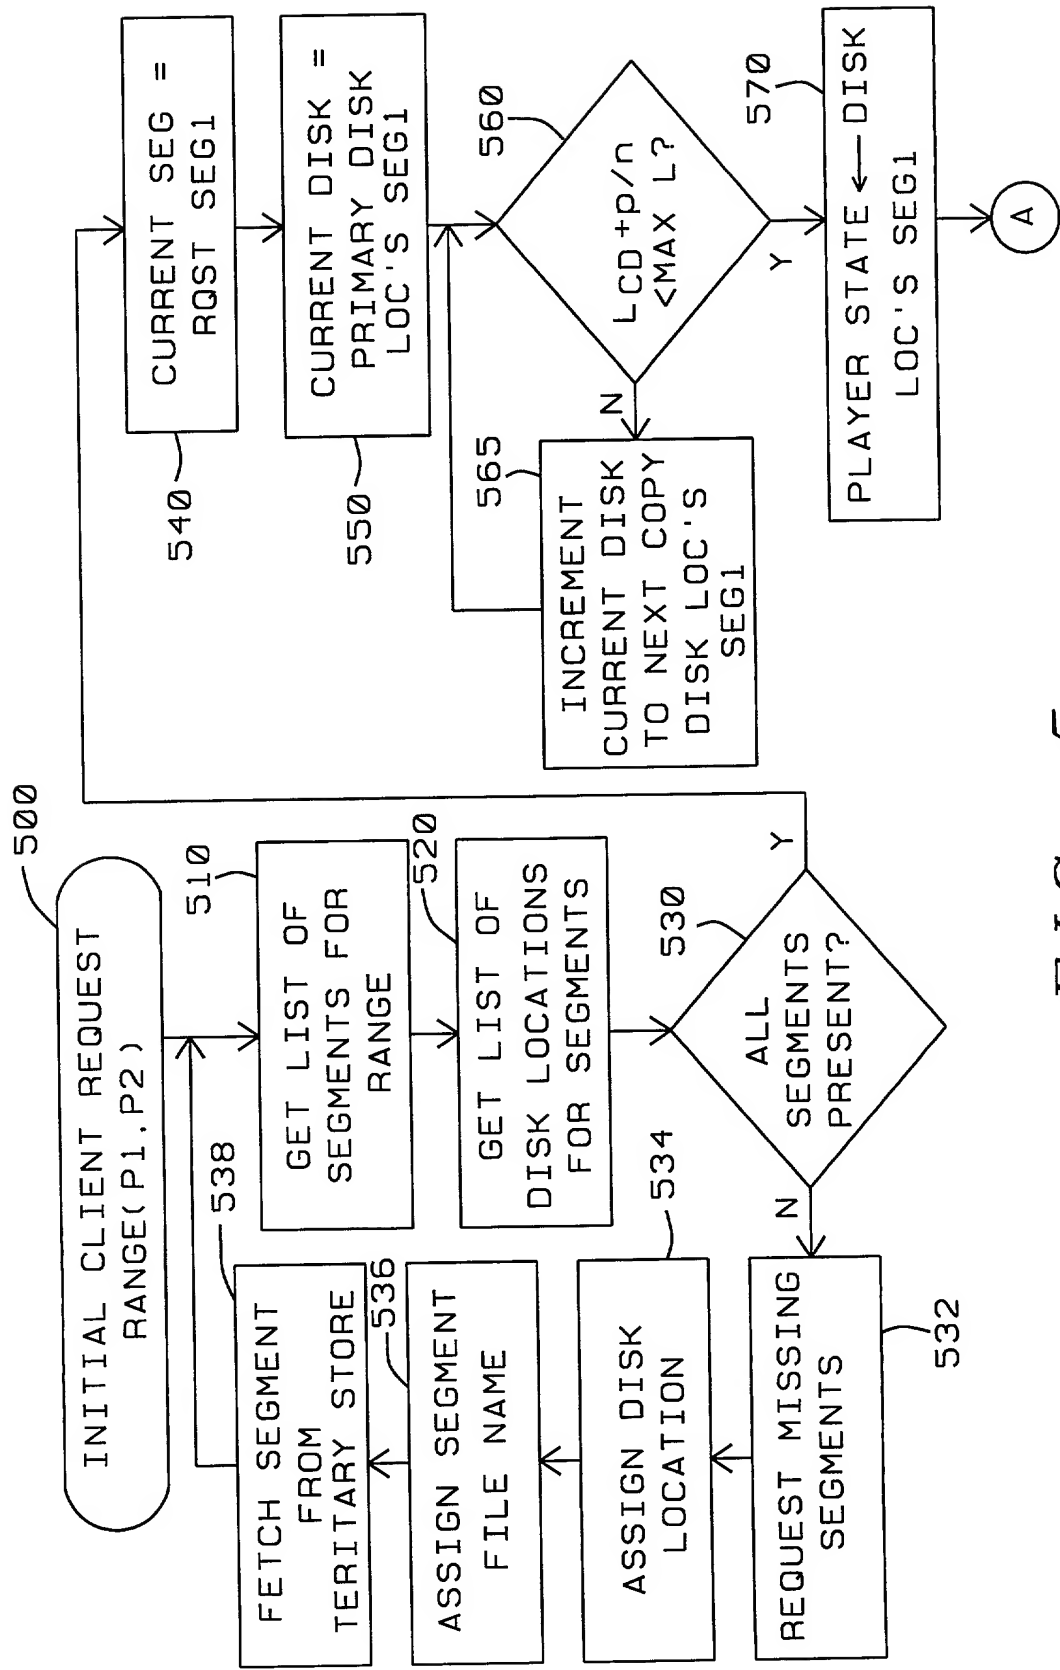 500
INITIAL CLIENT REQUEST
RANGE(P1,P2)
538
510
FETCH SEGMENT
FROM
TERITARY STORE
GET LIST OF
SEGMENTS FOR
RANGE
536
520
ASSIGN SEGMENT
FILE NAME
GET LIST OF
DISK LOCATIONS
FOR SEGMENTS
534
530
ASSIGN DISK
LOCATION
ALL
SEGMENTS
PRESENT?
N
Y
REQUEST MISSING
SEGMENTS
532
540
CURRENT SEG =
RQST SEG1
550
CURRENT DISK =
PRIMARY DISK
LOC'S SEG1
560
565
LCD+p/n
<MAX L?
N
Y
INCREMENT
CURRENT DISK
TO NEXT COPY
DISK LOC'S
SEG1
570
PLAYER STATE ← DISK
LOC'S SEG1
A